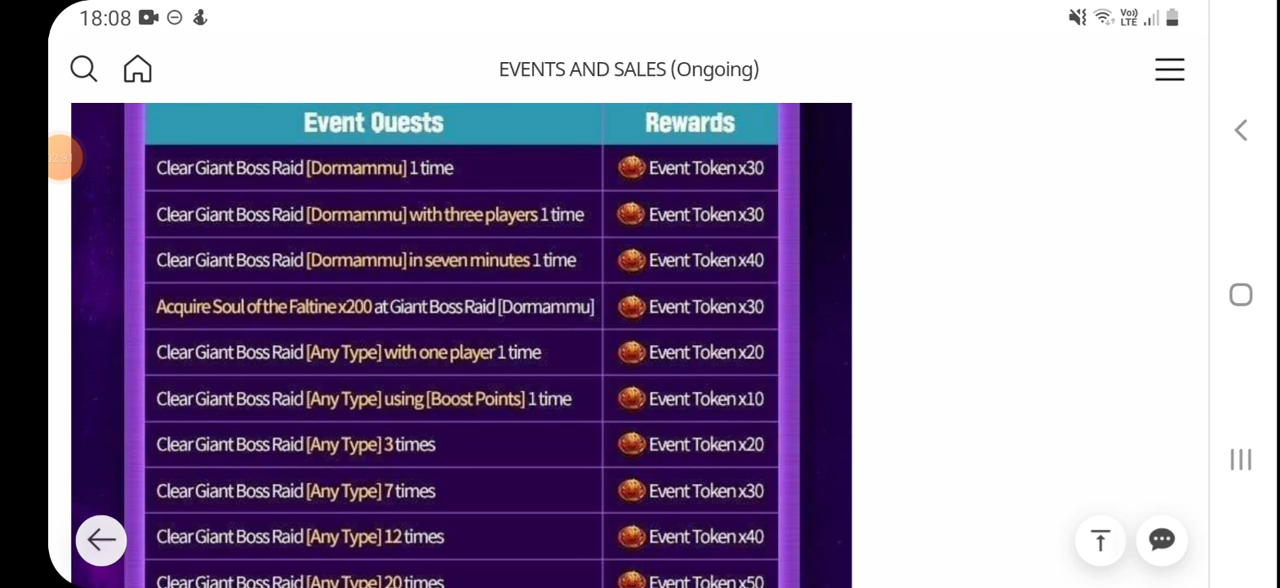 18:08
Vo)) LTE
EVENTS AND SALES (Ongoing)
Event Quests Rewards
Clear Giant Boss Raid [Dormammu] 1 time Event Token x30
Clear Giant Boss Raid [Dormammu] with three players 1 time Event Token x30
Clear Giant Boss Raid [Dormammu] in seven minutes 1 time Event Token x40
Acquire Soul of the Faltine x200 at Giant Boss Raid [Dormammu] Event Token x30
Clear Giant Boss Raid [Any Type] with one player 1 time Event Token x20
Clear Giant Boss Raid [Any Type] using [Boost Points] 1 time Event Token x10
Clear Giant Boss Raid [Any Type] 3 times Event Token x20
Clear Giant Boss Raid [Any Type] 7 times Event Token x30
Clear Giant Boss Raid [Any Type] 12 times Event Token x40
Clear Giant Boss Raid [Any Type] 20 times Event Token x50